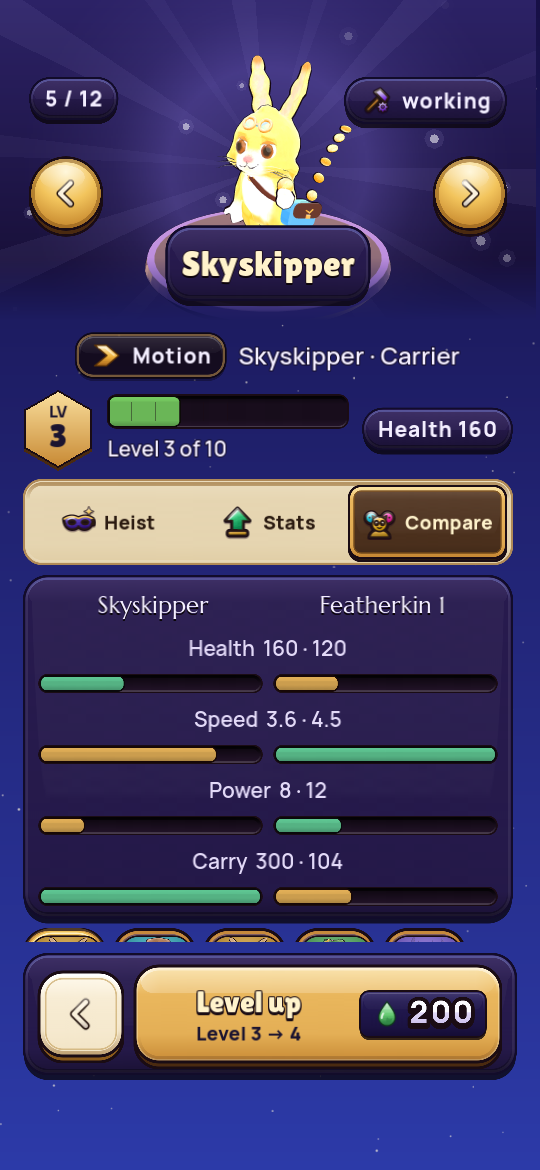 5 / 12
working
Skyskipper
Motion
Skyskipper · Carrier
LV
3
Level 3 of 10
Health 160
Heist
Stats
Compare
Skyskipper
Featherkin 1
Health 160 · 120
Speed 3.6 · 4.5
Power 8 · 12
Carry 300 · 104
Level up
Level 3 → 4
200